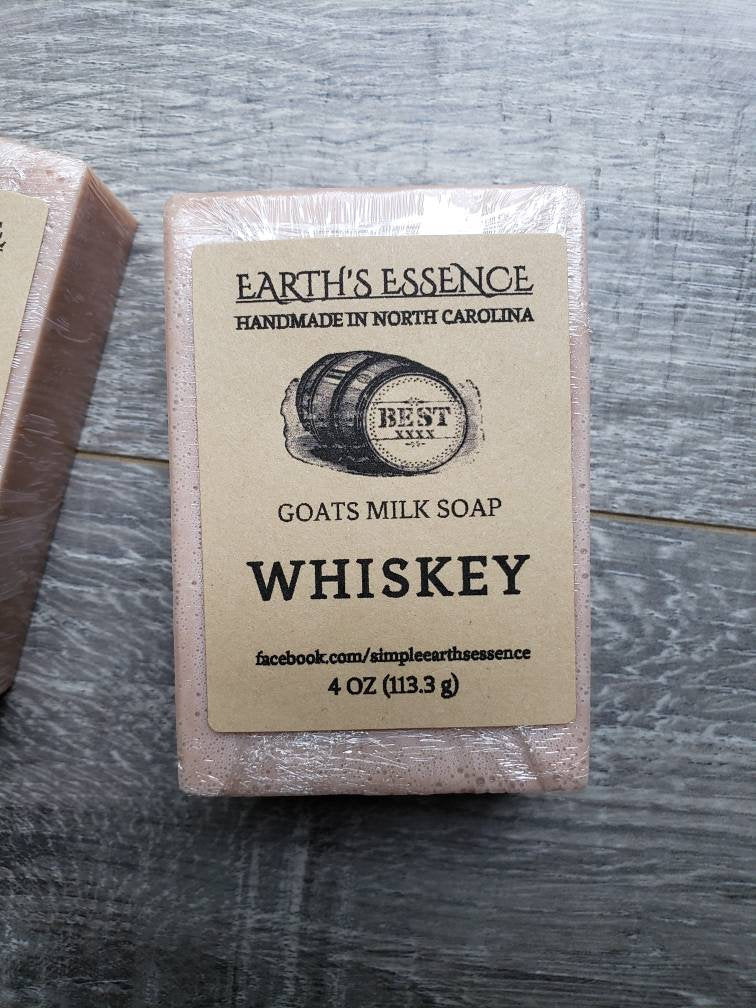 EARTH'S ESSENCE
HANDMADE IN NORTH CAROLINA
BEST
XXXX
GOATS MILK SOAP
WHISKEY
facebook.com/simpleearthsessence
4 OZ (113.3 g)